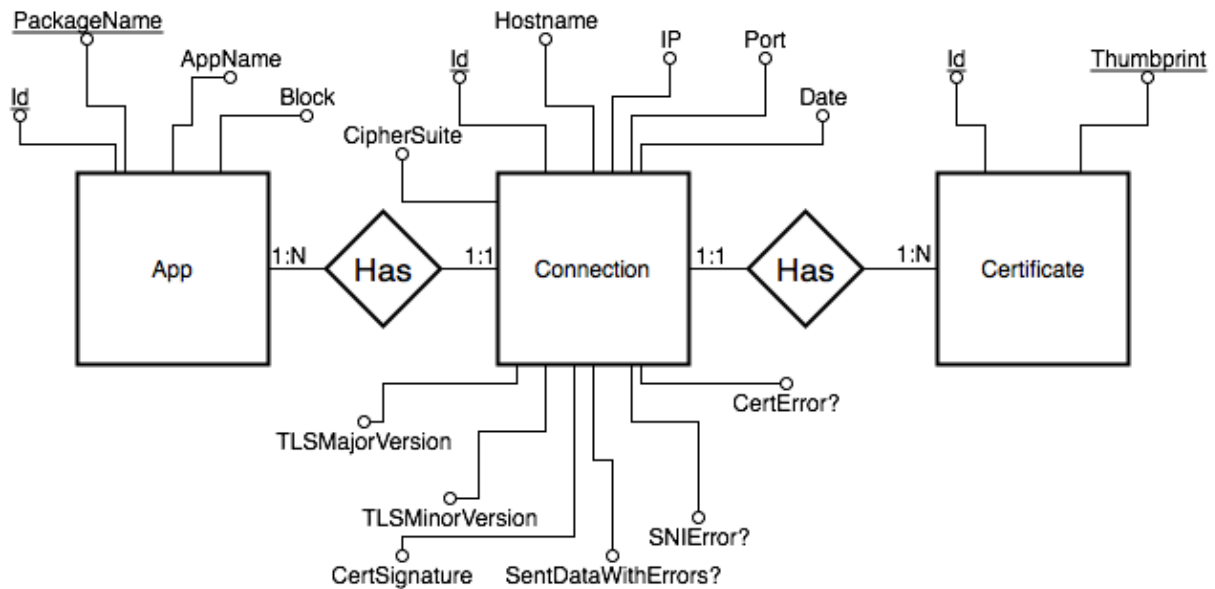 PackageName
Hostname
IP
Port
AppName
Id
Id
Thumbprint
Id
Block
Date
CipherSuite
1:N
Has
1:1
1:1
Has
1:N
App
Connection
Certificate
CertError?
TLSMajorVersion
TLSMinorVersion
SNIError?
CertSignature
SentDataWithErrors?